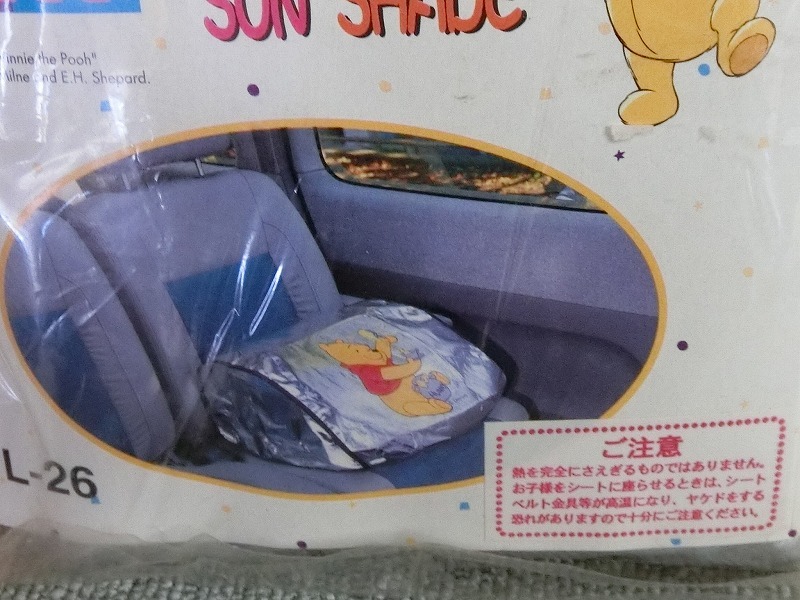 SUN SHADE
innie the Pooh"
Milne and E.H. Shepard.
L-26
ご注意
熱を完全にさえぎるものではありません。
お子様をシートに座らせるときは、シート
ベルト金具等が高温になり、ヤケドをする
恐れがありますので十分にご注意ください。